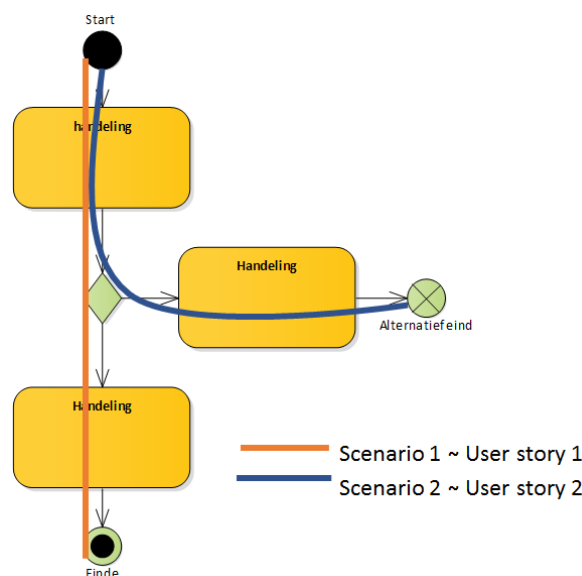 Start
handeling
Handeling
Alternatiefeind
Handeling
Scenario 1 ~ User story 1
Scenario 2 ~ User story 2
Einde